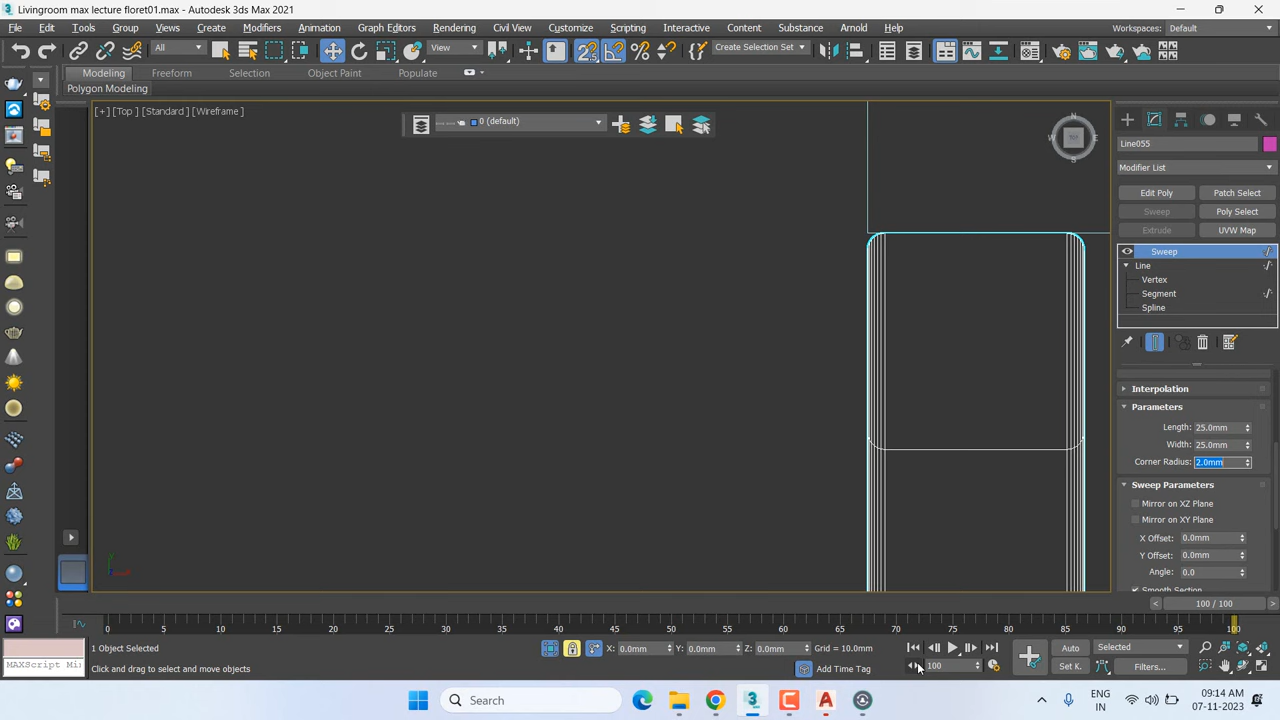 Livingroom max lecture floret01.max - Autodesk 3ds Max 2021
File Edit Tools Group Views Create Modifiers Animation Graph Editors Rendering Civil View Customize Scripting Interactive Content Substance Arnold Help Workspaces: Default
All View Create Selection Set
Modeling Freeform Selection Object Paint Populate
Polygon Modeling
[+] [Top ] [Standard ] [Wireframe ]
0 (default)
N
W E
S
Line055
Modifier List
Edit Poly Patch Select
Sweep Poly Select
Extrude UVW Map
Sweep
Line
Vertex
Segment
Spline
Interpolation
Parameters
Length: 25.0mm
Width: 25.0mm
Corner Radius: 2.0mm
Sweep Parameters
Mirror on XZ Plane
Mirror on XY Plane
X Offset: 0.0mm
Y Offset: 0.0mm
Angle: 0.0
Smooth Section
y
100 / 100
0 5 10 15 20 25 30 35 40 45 50 55 60 65 70 75 80 85 90 95 100
1 Object Selected X: 0.0mm Y: 0.0mm Z: 0.0mm Grid = 10.0mm Auto Selected
MAXScript Mi Click and drag to select and move objects Add Time Tag 100 Set K. Filters...
Search
ENG
IN
09:14 AM
07-11-2023